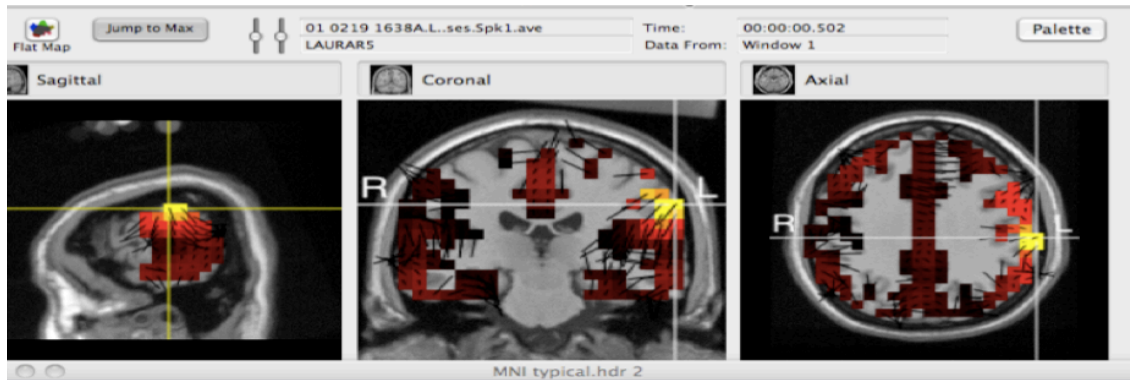 Flat Map
Jump to Max
01 0219 1638A.L..ses.Spk1.ave
LAURAR5
Time:
00:00:00.502
Data From:
Window 1
Palette
Sagittal
Coronal
Axial
R
L
R
L
MNI typical.hdr 2